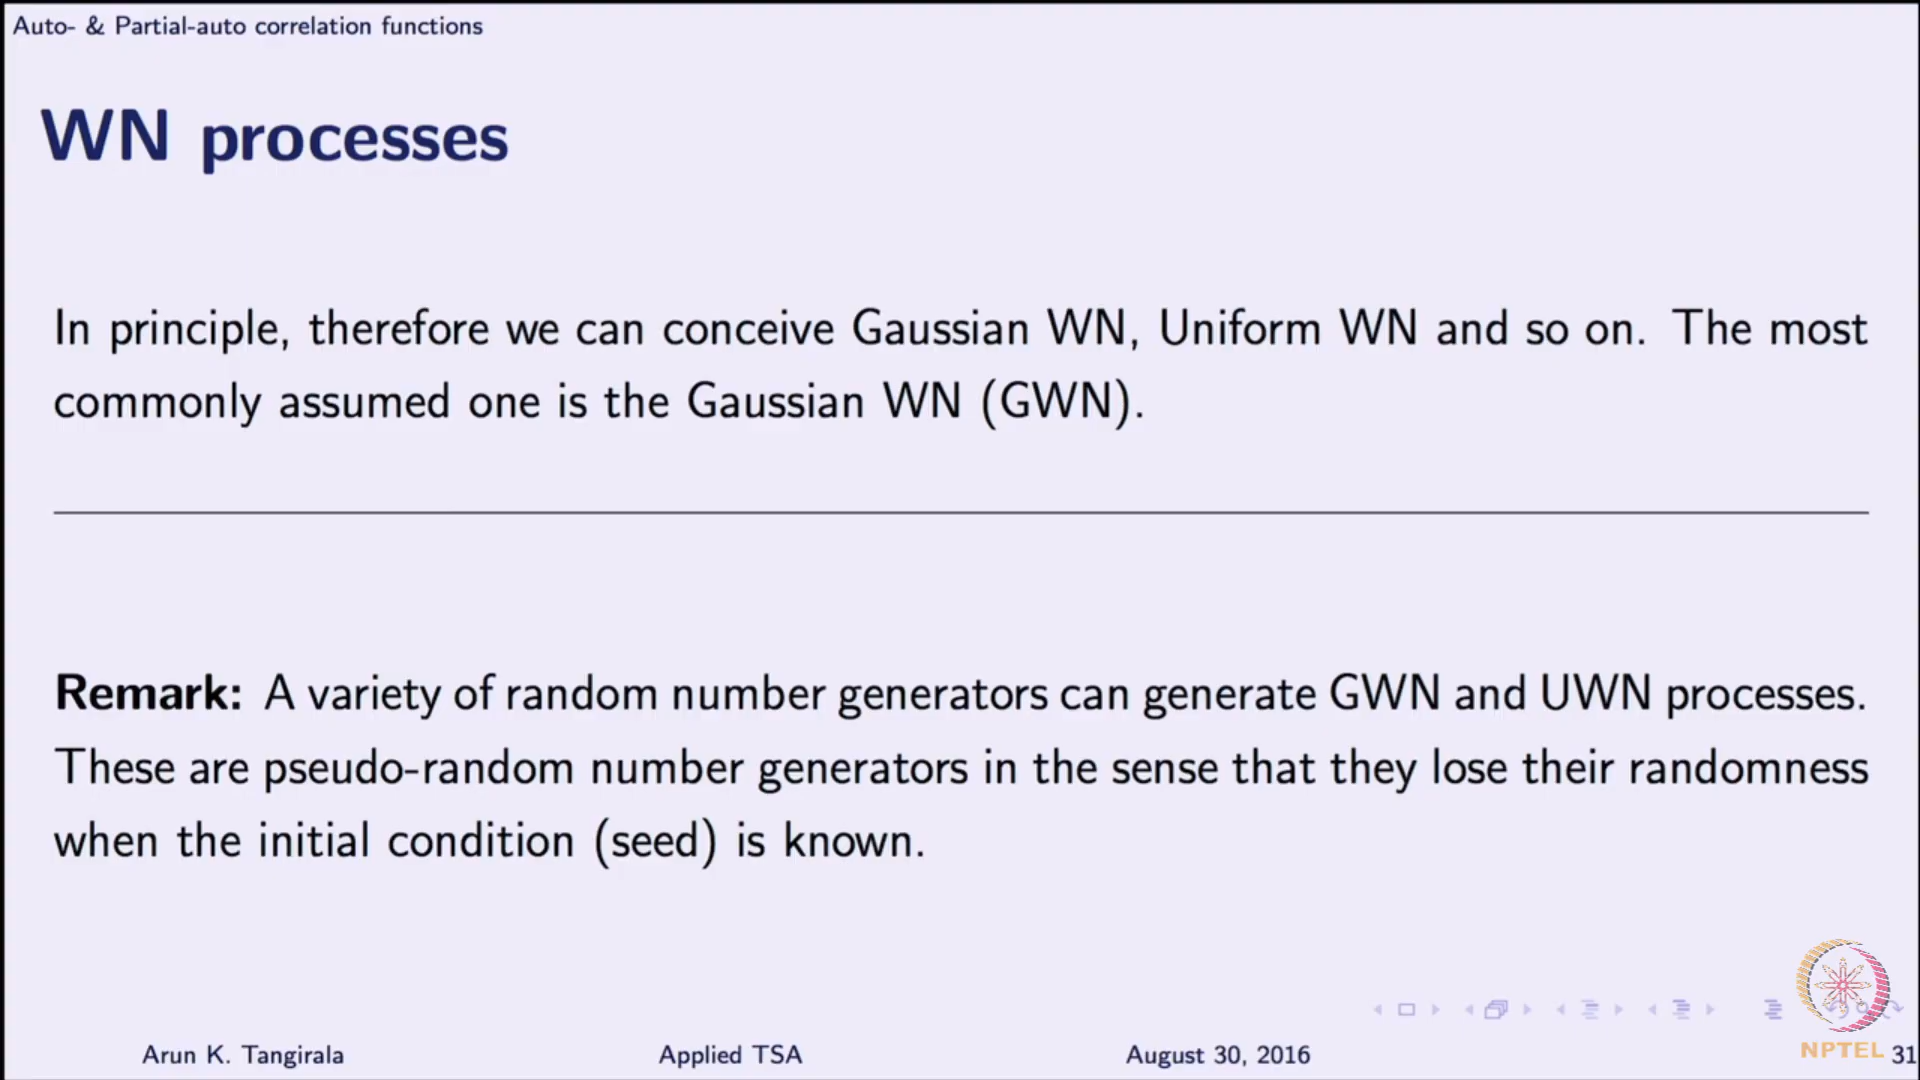 Auto- & Partial-auto correlation functions
WN processes
In principle, therefore we can conceive Gaussian WN, Uniform WN and so on. The most
commonly assumed one is the Gaussian WN (GWN).
Remark: A variety of random number generators can generate GWN and UWN processes.
These are pseudo-random number generators in the sense that they lose their randomness
when the initial condition (seed) is known.
NPTEL
Arun K. Tangirala Applied TSA August 30, 2016 31